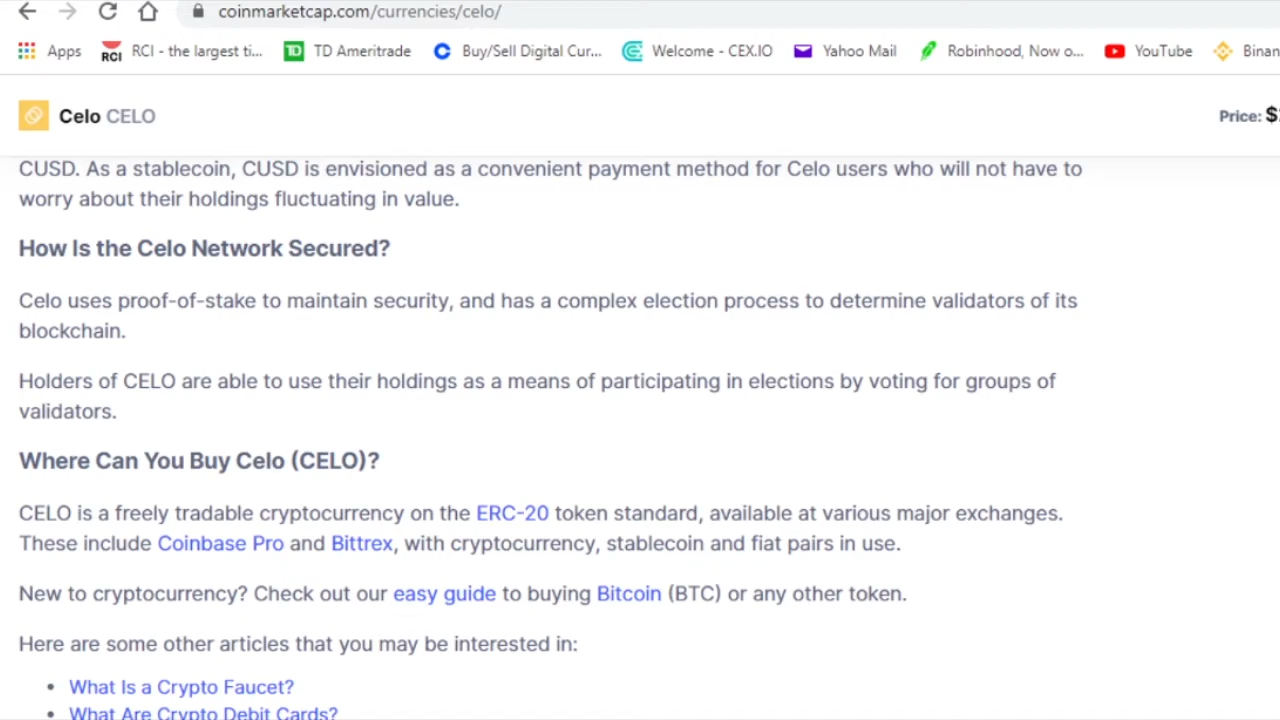 coinmarketcap.com/currencies/celo/
Apps RCI RCI - the largest ti... TD TD Ameritrade Buy/Sell Digital Cur... Welcome - CEX.IO Yahoo Mail Robinhood, Now o... YouTube Binan
Celo CELO
Price: $
CUSD. As a stablecoin, CUSD is envisioned as a convenient payment method for Celo users who will not have to
worry about their holdings fluctuating in value.
How Is the Celo Network Secured?
Celo uses proof-of-stake to maintain security, and has a complex election process to determine validators of its
blockchain.
Holders of CELO are able to use their holdings as a means of participating in elections by voting for groups of
validators.
Where Can You Buy Celo (CELO)?
CELO is a freely tradable cryptocurrency on the ERC-20 token standard, available at various major exchanges.
These include Coinbase Pro and Bittrex, with cryptocurrency, stablecoin and fiat pairs in use.
New to cryptocurrency? Check out our easy guide to buying Bitcoin (BTC) or any other token.
Here are some other articles that you may be interested in:
• What Is a Crypto Faucet?
• What Are Crypto Debit Cards?